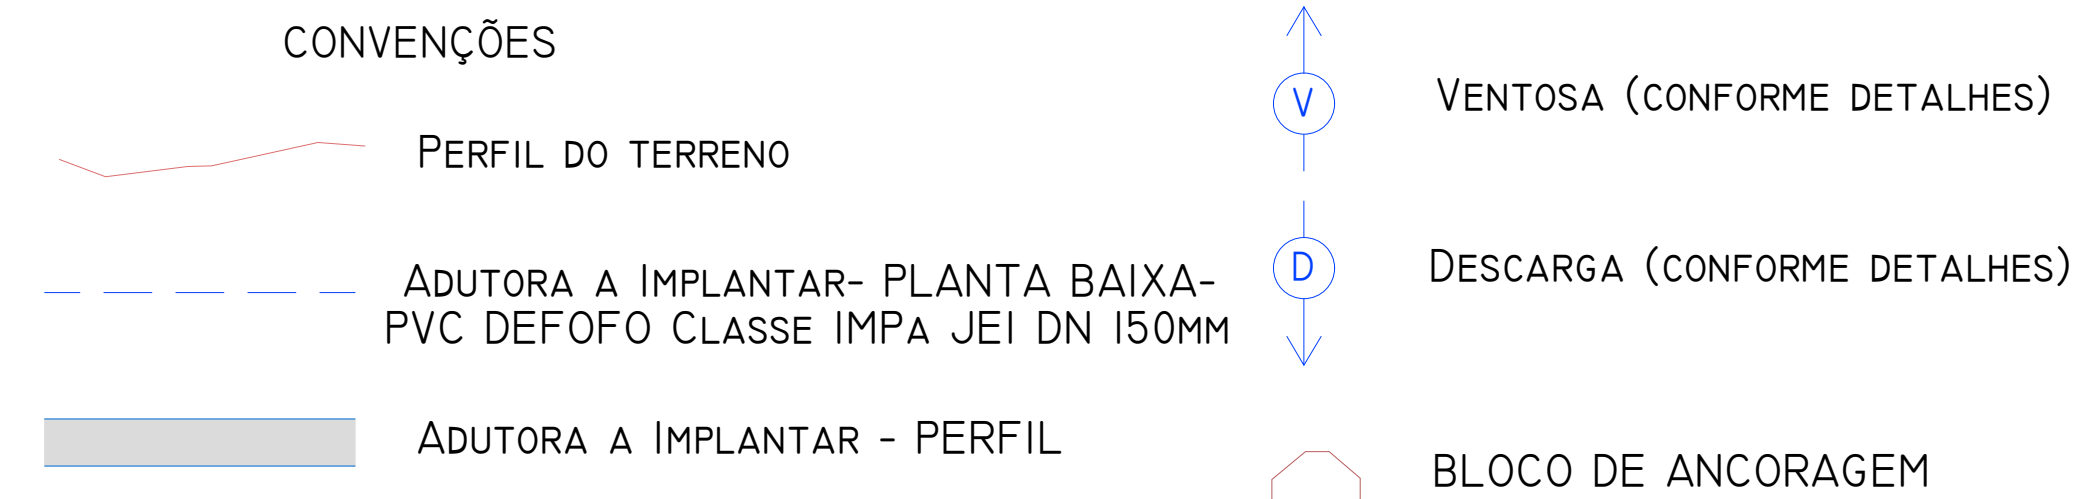 CONVENÇÕES
PERFIL DO TERRENO
ADUTORA A IMPLANTAR- PLANTA BAIXA-
PVC DEFOFO CLASSE 1MPA JEI DN 150MM
ADUTORA A IMPLANTAR - PERFIL
V
VENTOSA (CONFORME DETALHES)
D
DESCARGA (CONFORME DETALHES)
BLOCO DE ANCORAGEM